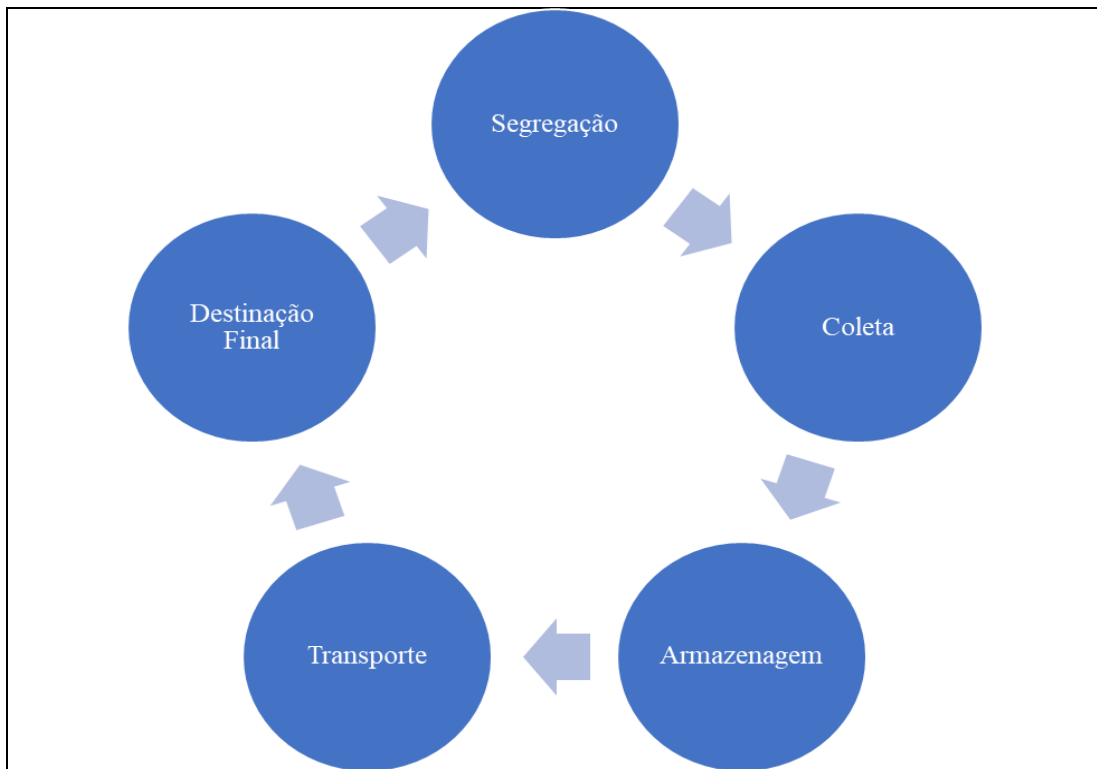 Segregação
Coleta
Armazenagem
Transporte
Destinação
Final